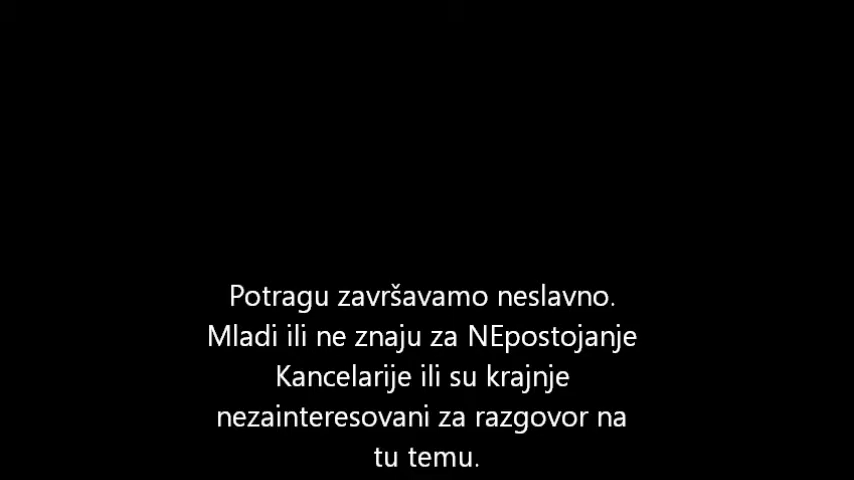 Potragu završavamo neslavno.
Mladi ili ne znaju za NEpostojanje
Kancelarije ili su krajnje
nezainteresovani za razgovor na
tu temu.